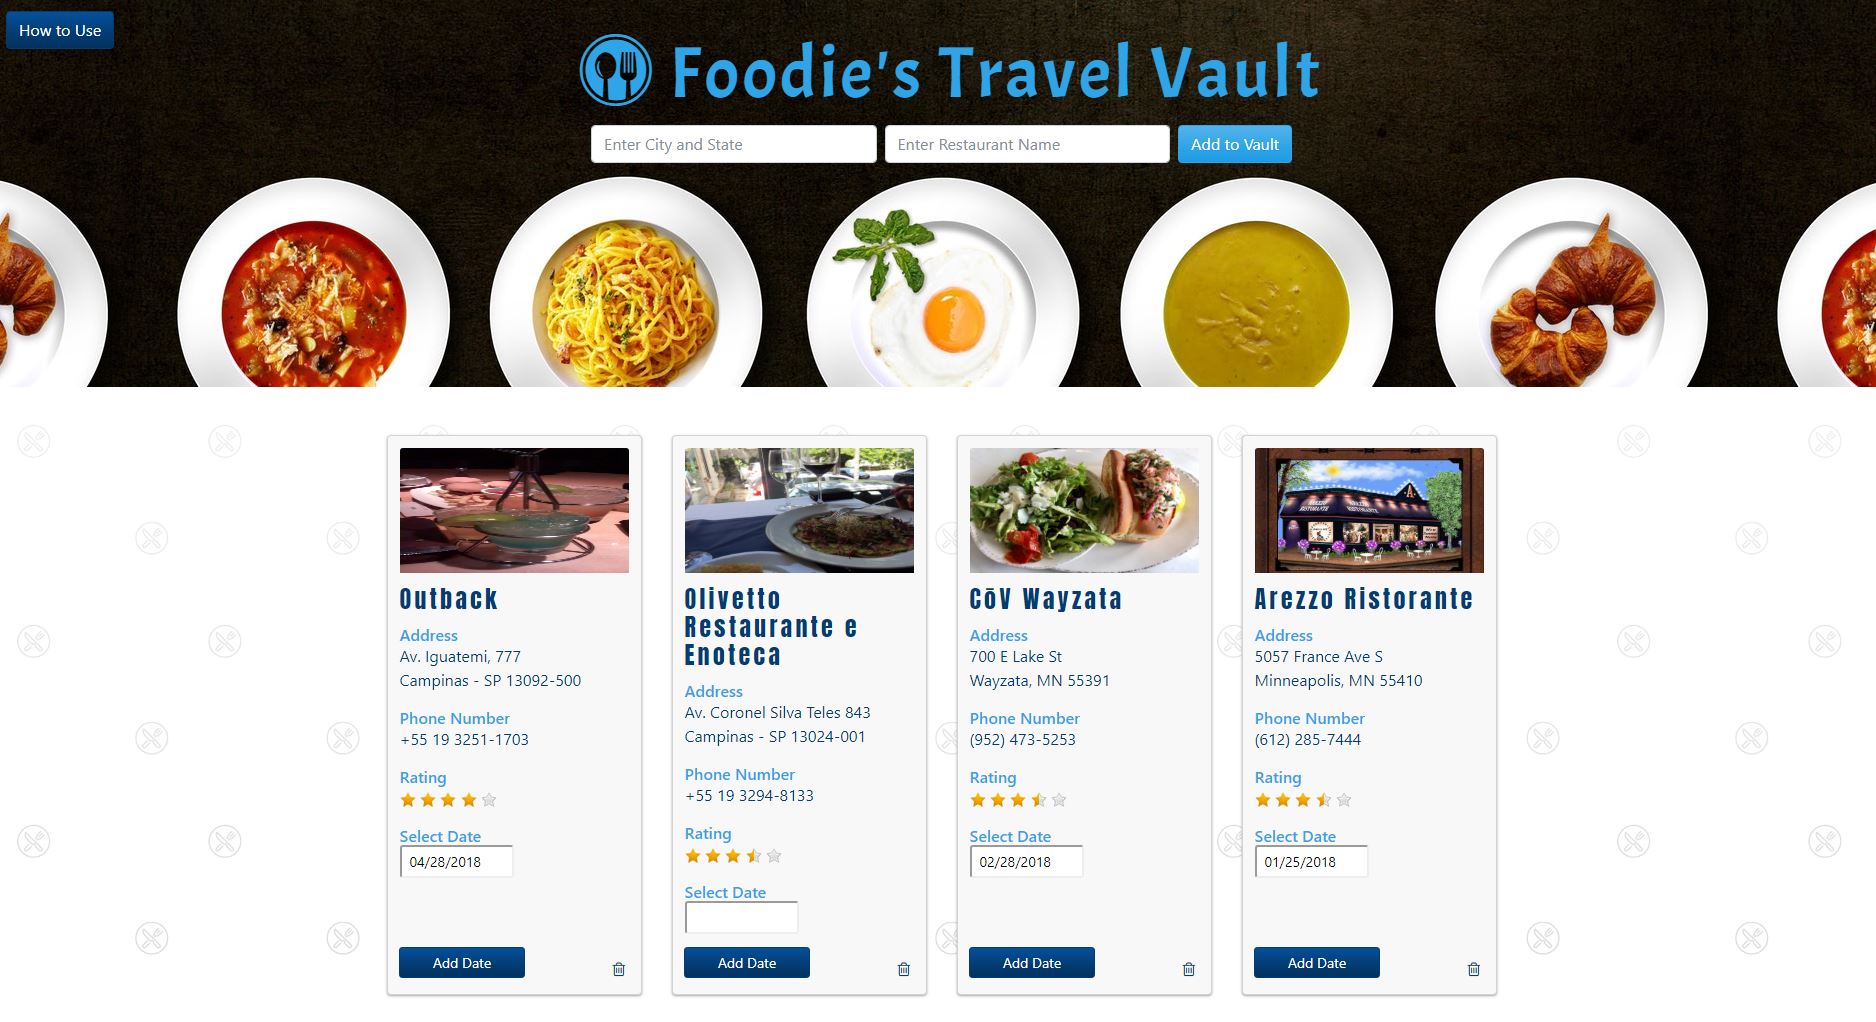 How to Use
Foodie's Travel Vault
Enter City and State
Enter Restaurant Name
Add to Vault
Outback
Address
Av. Iguatemi, 777
Campinas - SP 13092-500
Phone Number
+55 19 3251-1703
Rating
Select Date
04/28/2018
Add Date
Olivetto
Restaurante e
Enoteca
Address
Av. Coronel Silva Teles 843
Campinas - SP 13024-001
Phone Number
+55 19 3294-8133
Rating
Select Date
Add Date
CōV Wayzata
Address
700 E Lake St
Wayzata, MN 55391
Phone Number
(952) 473-5253
Rating
Select Date
02/28/2018
Add Date
A
AREZZO
RISTORANTE
AREZZO
RISTORANTE
Arezzo Ristorante
Address
5057 France Ave S
Minneapolis, MN 55410
Phone Number
(612) 285-7444
Rating
Select Date
01/25/2018
Add Date